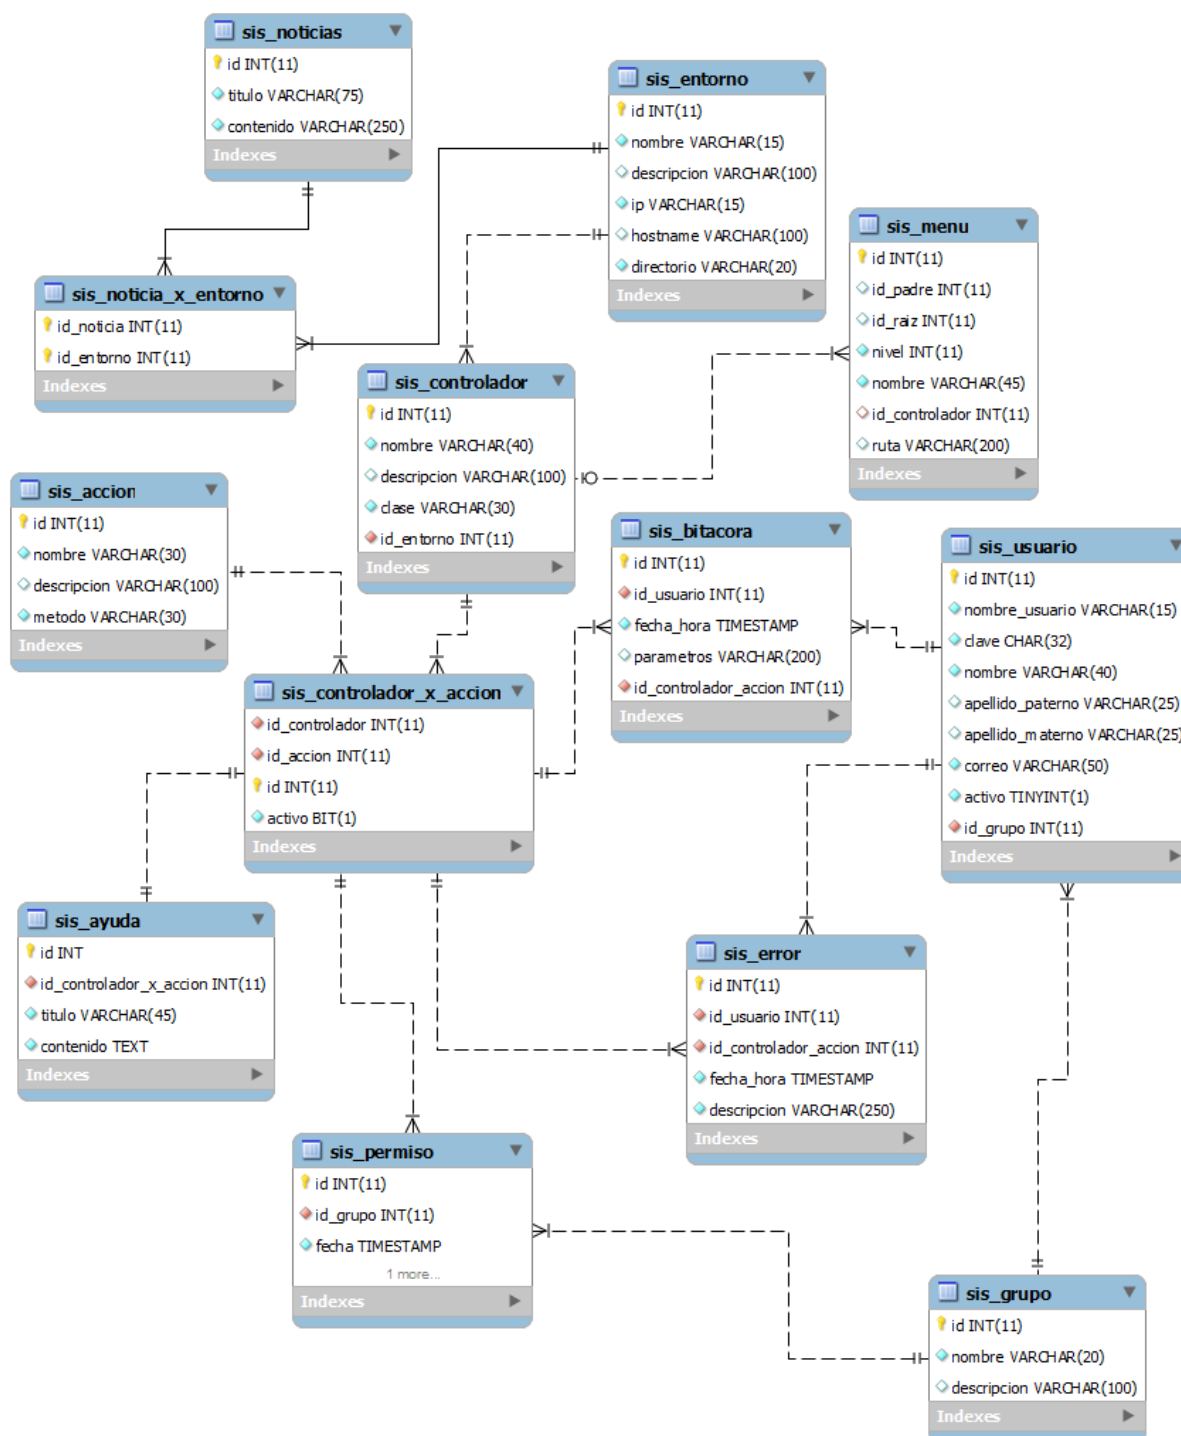 sis_noticias
id INT(11)
titulo VARCHAR(75)
contenido VARCHAR(250)
Indexes
sis_entorno
id INT(11)
nombre VARCHAR(15)
descripcion VARCHAR(100)
ip VARCHAR(15)
hostname VARCHAR(100)
directorio VARCHAR(20)
Indexes
sis_menu
id INT(11)
id_padre INT(11)
id_raiz INT(11)
nivel INT(11)
nombre VARCHAR(45)
id_controlador INT(11)
ruta VARCHAR(200)
Indexes
sis_noticia_x_entorno
id_noticia INT(11)
id_entorno INT(11)
Indexes
sis_controlador
id INT(11)
nombre VARCHAR(40)
descripcion VARCHAR(100)
clase VARCHAR(30)
id_entorno INT(11)
Indexes
sis_accion
id INT(11)
nombre VARCHAR(30)
descripcion VARCHAR(100)
metodo VARCHAR(30)
Indexes
sis_bitacora
id INT(11)
id_usuario INT(11)
fecha_hora TIMESTAMP
parametros VARCHAR(200)
id_controlador_accion INT(11)
Indexes
sis_usuario
id INT(11)
nombre_usuario VARCHAR(15)
clave CHAR(32)
nombre VARCHAR(40)
apellido_paterno VARCHAR(25)
apellido_materno VARCHAR(25)
correo VARCHAR(50)
activo TINYINT(1)
id_grupo INT(11)
Indexes
sis_controlador_x_accion
id_controlador INT(11)
id_accion INT(11)
id INT(11)
activo BIT(1)
Indexes
sis_ayuda
id INT
id_controlador_x_accion INT(11)
titulo VARCHAR(45)
contenido TEXT
Indexes
sis_error
id INT(11)
id_usuario INT(11)
id_controlador_accion INT(11)
fecha_hora TIMESTAMP
descripcion VARCHAR(250)
Indexes
sis_permiso
id INT(11)
id_grupo INT(11)
fecha TIMESTAMP
1 more...
Indexes
sis_grupo
id INT(11)
nombre VARCHAR(20)
descripcion VARCHAR(100)
Indexes